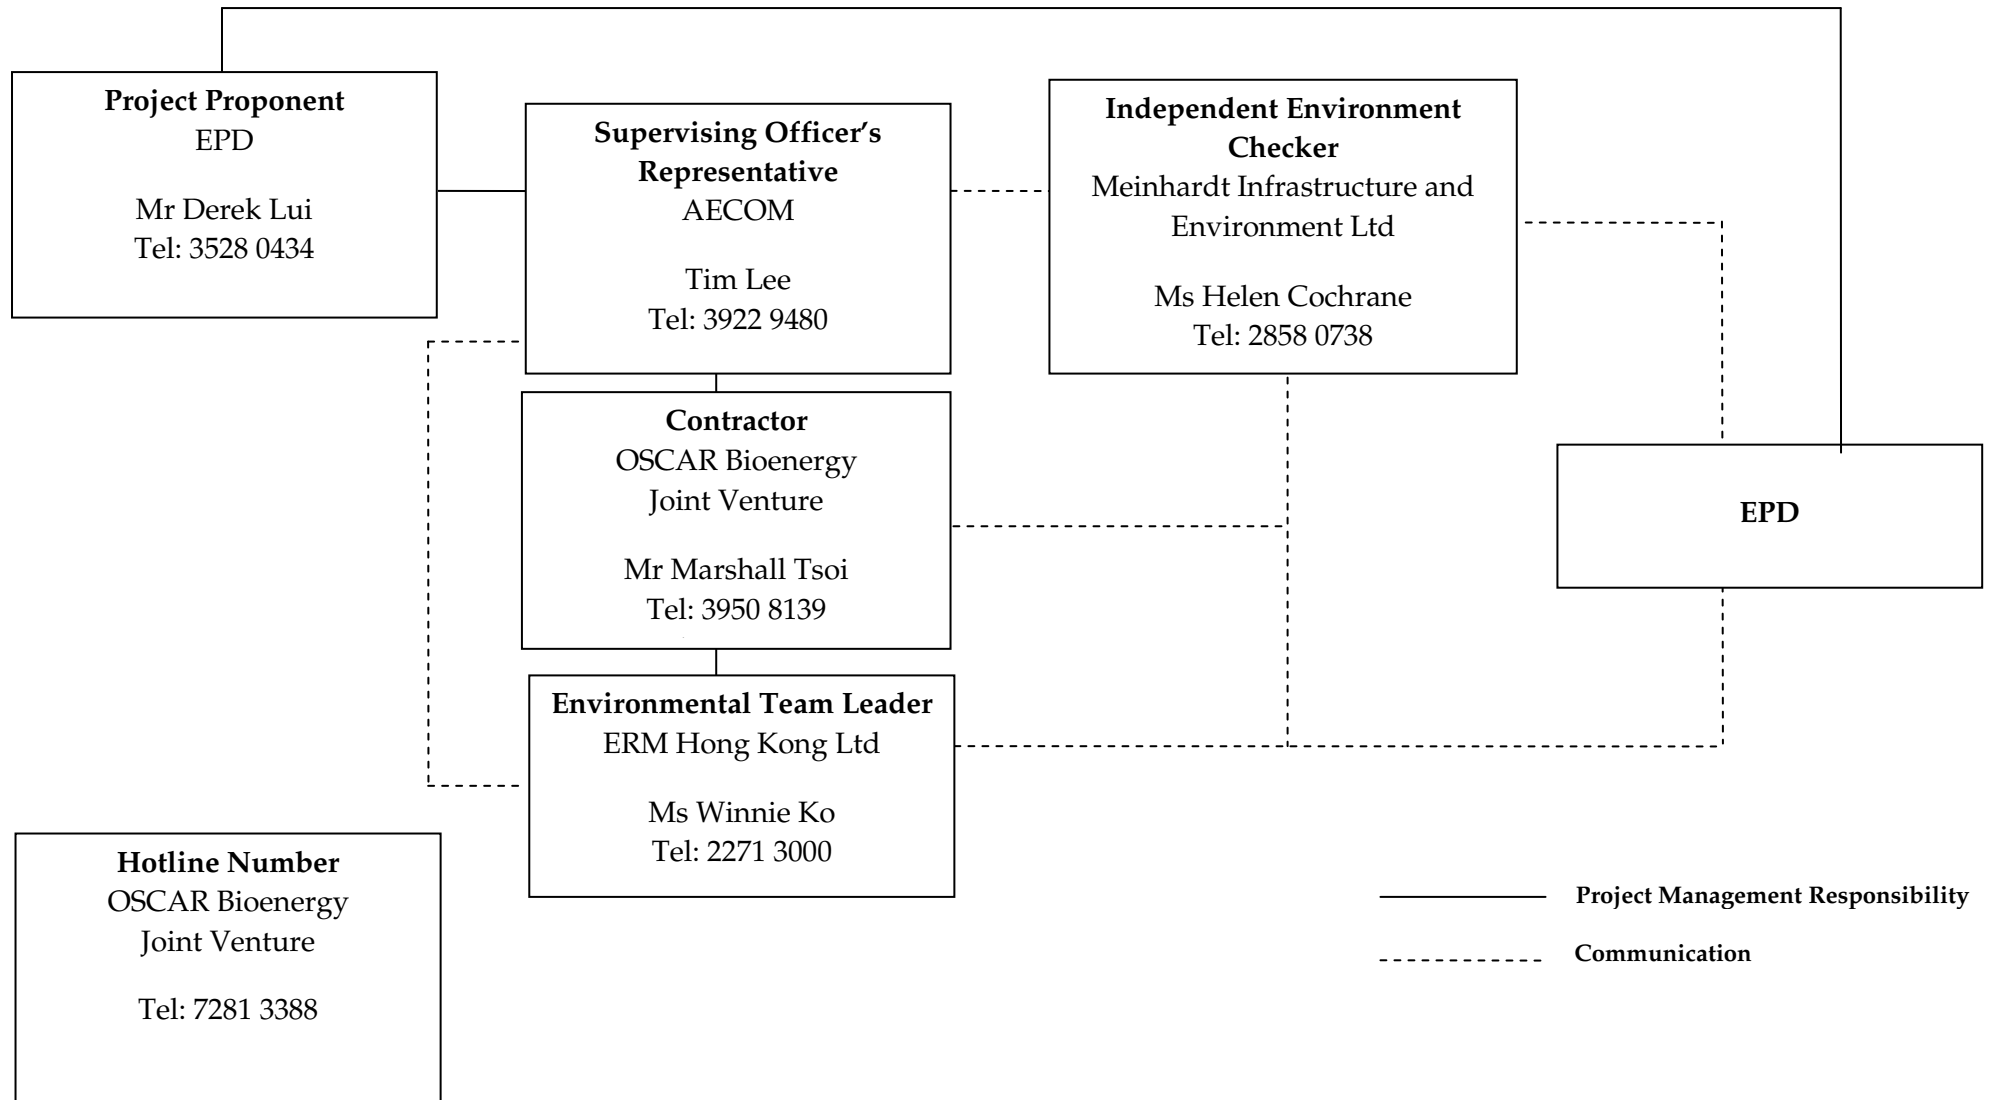 Project Proponent
EPD
Mr Derek Lui
Tel: 3528 0434
Supervising Officer’s
Representative
AECOM
Tim Lee
Tel: 3922 9480
Independent Environment
Checker
Meinhardt Infrastructure and
Environment Ltd
Ms Helen Cochrane
Tel: 2858 0738
Contractor
OSCAR Bioenergy
Joint Venture
Mr Marshall Tsoi
Tel: 3950 8139
EPD
Environmental Team Leader
ERM Hong Kong Ltd
Ms Winnie Ko
Tel: 2271 3000
Hotline Number
OSCAR Bioenergy
Joint Venture
Tel: 7281 3388
Project Management Responsibility
Communication